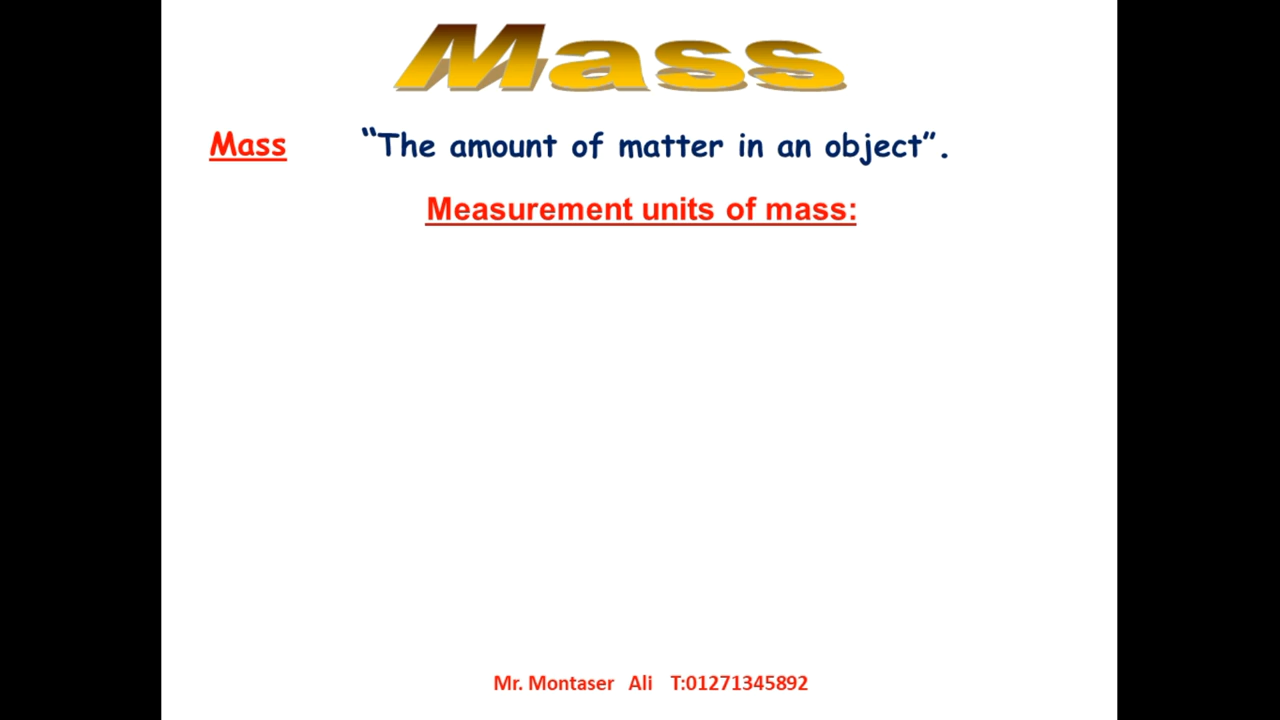 Mass
Mass “The amount of matter in an object”.
Measurement units of mass:
Mr. Montaser Ali T:01271345892